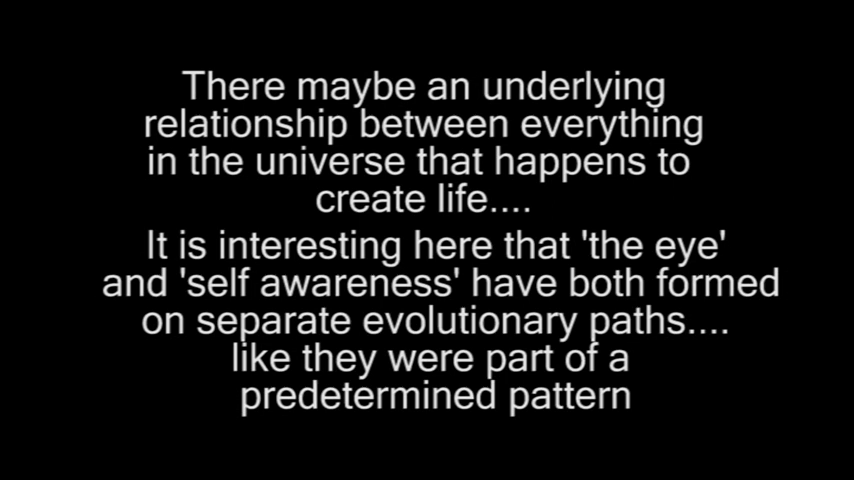 There maybe an underlying
relationship between everything
in the universe that happens to
create life....
It is interesting here that 'the eye'
and 'self awareness' have both formed
on separate evolutionary paths....
like they were part of a
predetermined pattern